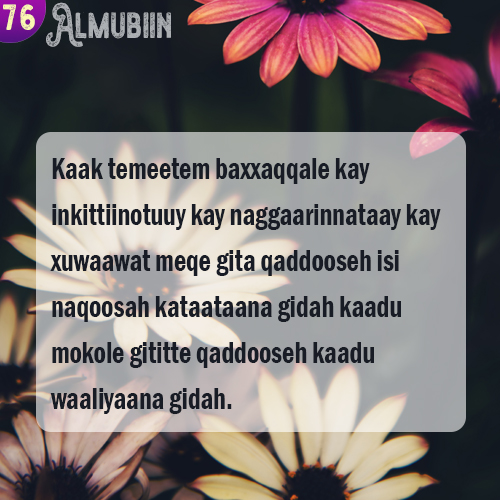 76 ALMUBIIN
Kaak temeetem baxxaqqale kay
inkittiinotuuy kay naggaarinnataay kay
xuwaawat meqe gita qaddooseh isi
naqoosah kataataana gidah kaadu
mokole gititte qaddooseh kaadu
waaliyaana gidah.